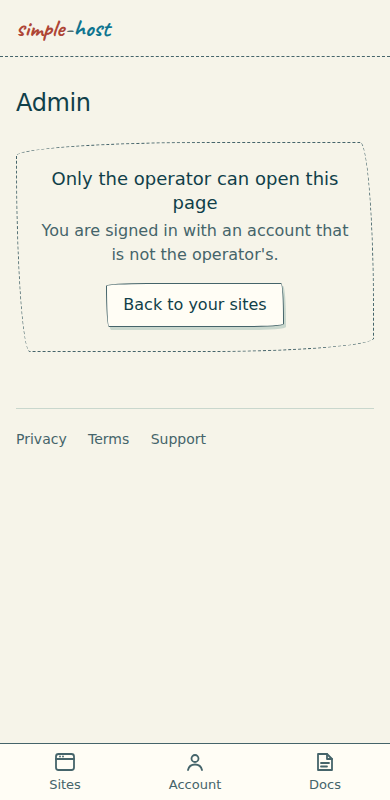 simple-host
Admin
Only the operator can open this
page
You are signed in with an account that
is not the operator's.
Back to your sites
Privacy Terms Support
Sites Account Docs